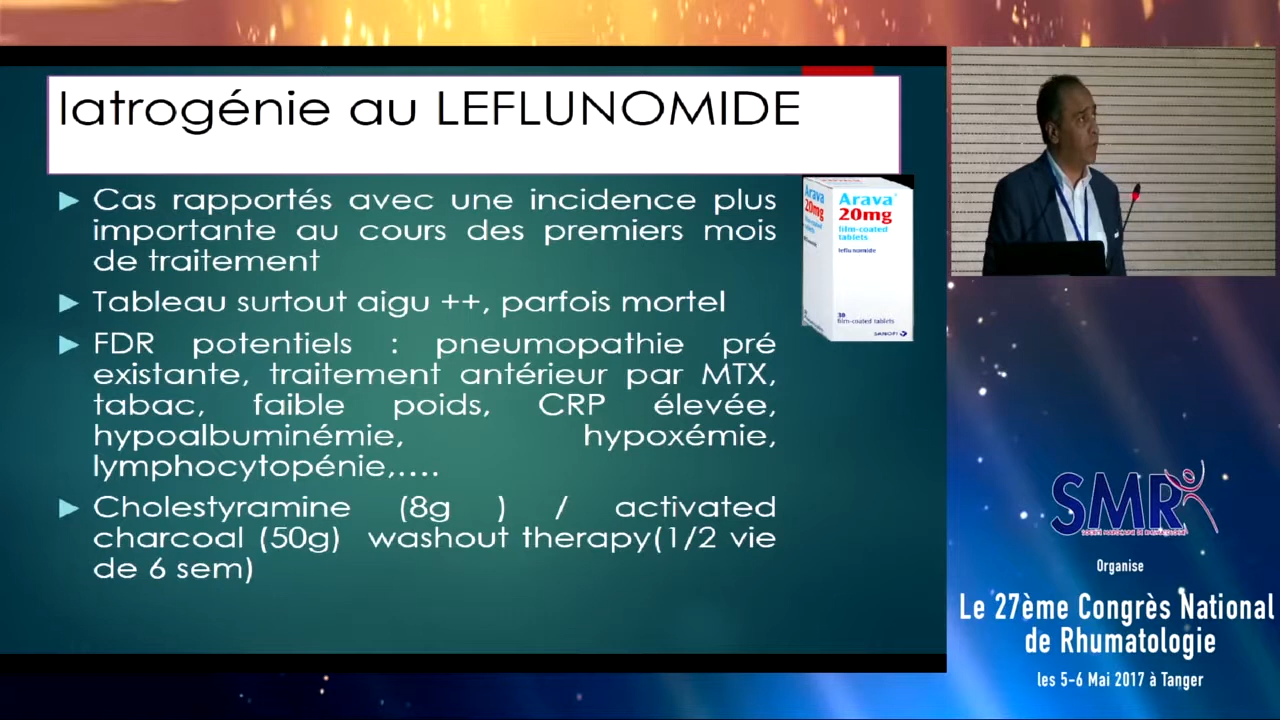 Iatrogénie au LEFLUNOMIDE
Cas rapportés avec une incidence plus
importante au cours des premiers mois
de traitement
Tableau surtout aigu ++, parfois mortel
FDR potentiels : pneumopathie pré
existante, traitement antérieur par MTX,
tabac, faible poids, CRP élevée,
hypoalbuminémie, hypoxémie,
lymphocytopénie,....
Cholestyramine (8g ) / activated
charcoal (50g) washout therapy(1/2 vie
de 6 sem)
Arava
20mg
Arava
20mg
film-coated
tablets
leflunomide
30
film-coated tablets
SANOFI
SMR
Organise
Le 27ème Congrès National
de Rhumatologie
les 5-6 Mai 2017 à Tanger